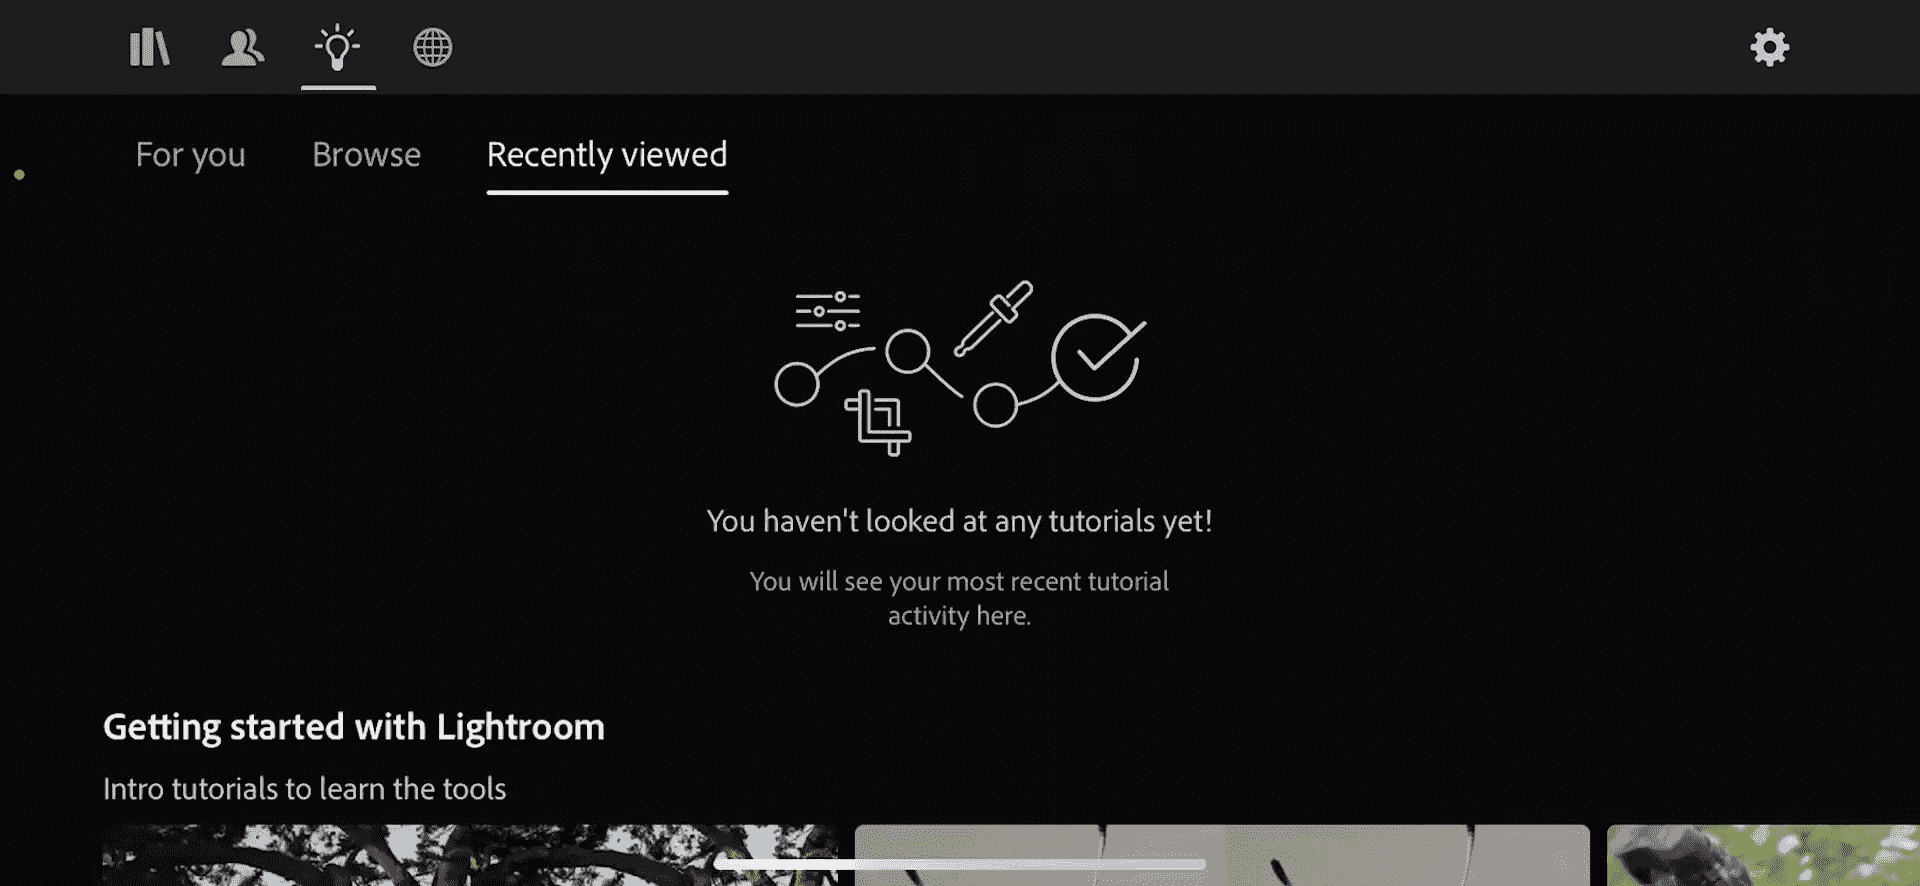 For you Browse Recently viewed
You haven't looked at any tutorials yet!
You will see your most recent tutorial
activity here.
Getting started with Lightroom
Intro tutorials to learn the tools